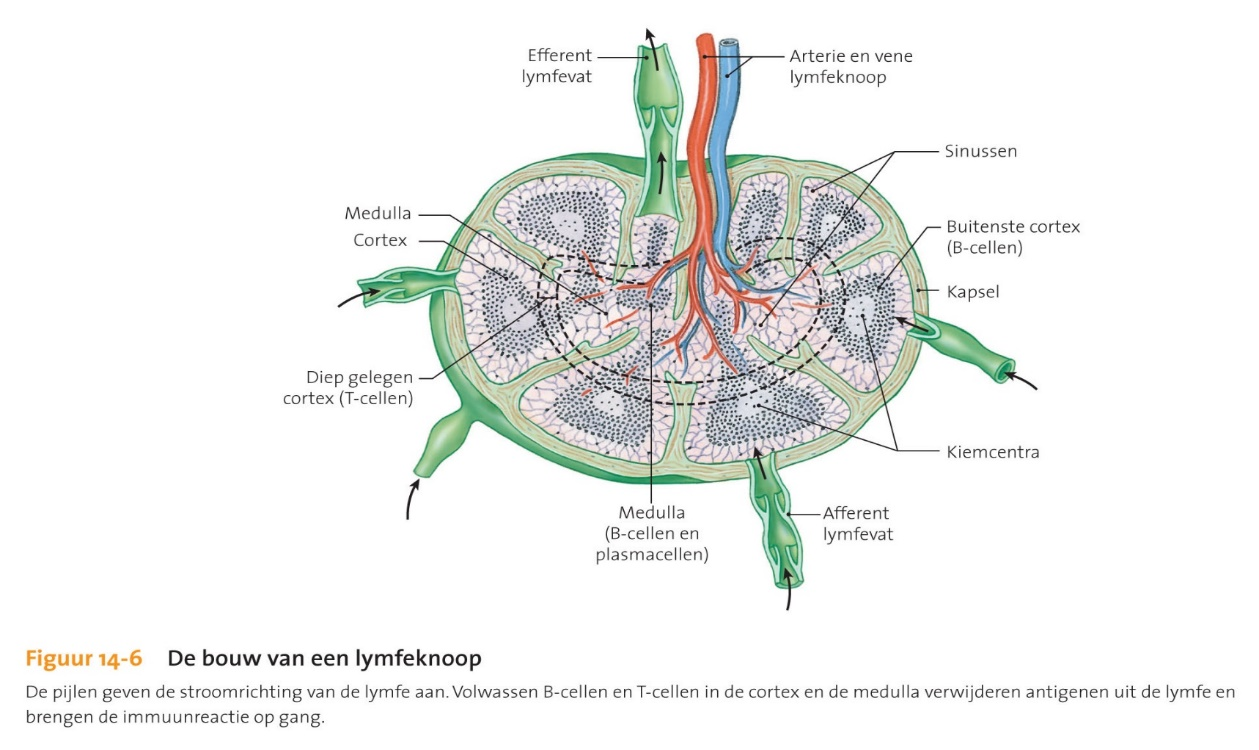 Efferent
lymfevat
Arterie en vene
lymfeknoop
Sinussen
Medulla
Cortex
Buitenste cortex
(B-cellen)
Kapsel
Diep gelegen
cortex (T-cellen)
Kiemcentra
Medulla
(B-cellen en
plasmacellen)
Afferent
lymfevat
Figuur 14-6 De bouw van een lymfeknoop
De pijlen geven de stroomrichting van de lymfe aan. Volwassen B-cellen en T-cellen in de cortex en de medulla verwijderen antigenen uit de lymfe en
brengen de immuunreactie op gang.